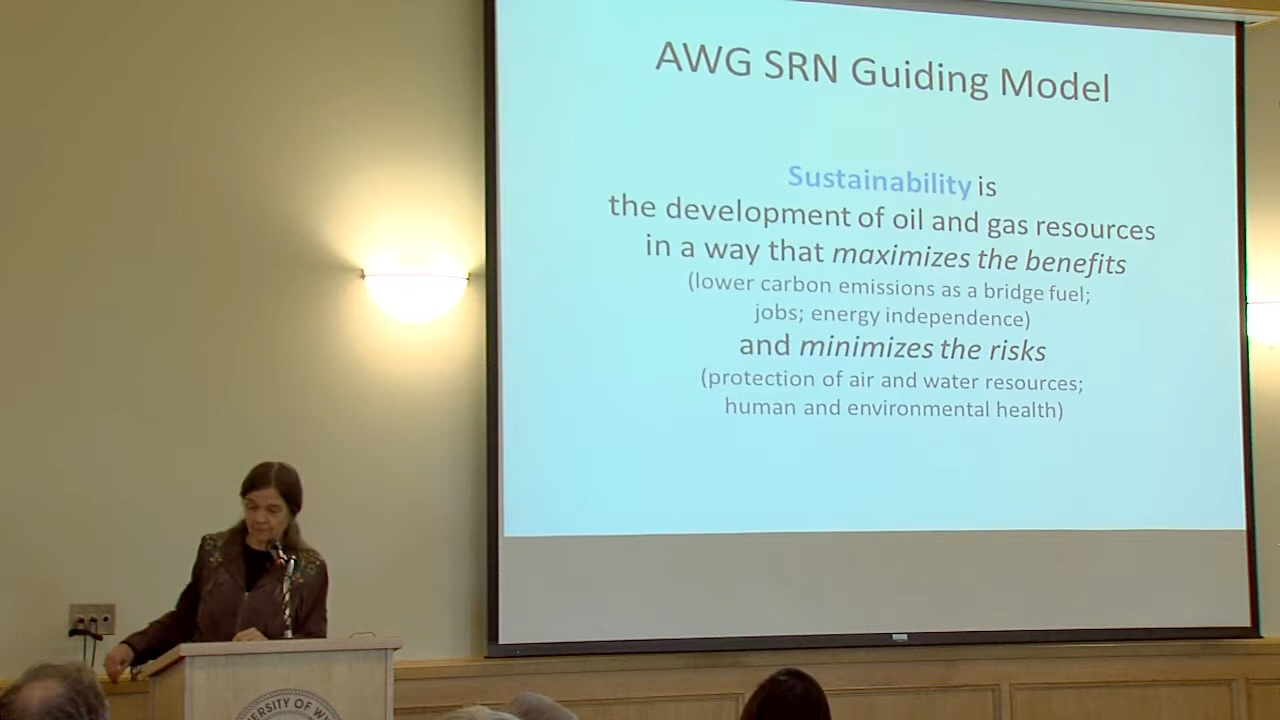 AWG SRN Guiding Model
Sustainability is
the development of oil and gas resources
in a way that maximizes the benefits
(lower carbon emissions as a bridge fuel;
jobs; energy independence)
and minimizes the risks
(protection of air and water resources;
human and environmental health)
OF